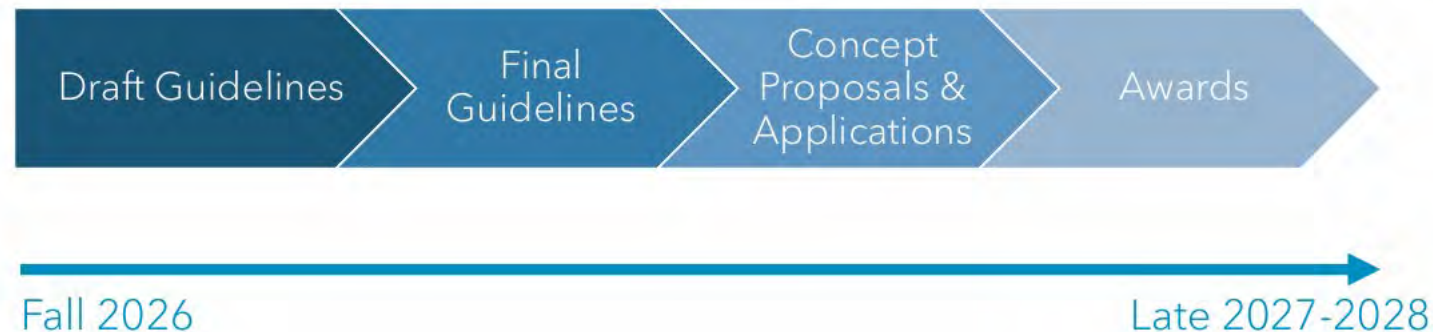 Draft Guidelines
Final
Guidelines
Concept
Proposals &
Applications
Awards
Fall 2026
Late 2027-2028